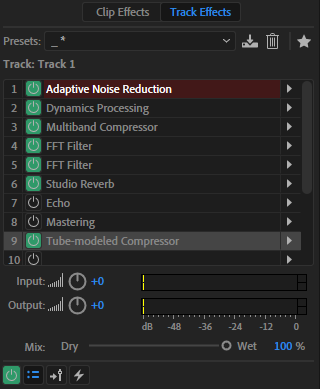 Clip Effects Track Effects
Presets: _ *
Track: Track 1
1 Adaptive Noise Reduction
2 Dynamics Processing
3 Multiband Compressor
4 FFT Filter
5 FFT Filter
6 Studio Reverb
7 Echo
8 Mastering
9 Tube-modeled Compressor
10
Input: +0
Output: +0
dB -48 -36 -24 -12 0
Mix: Dry Wet 100 %